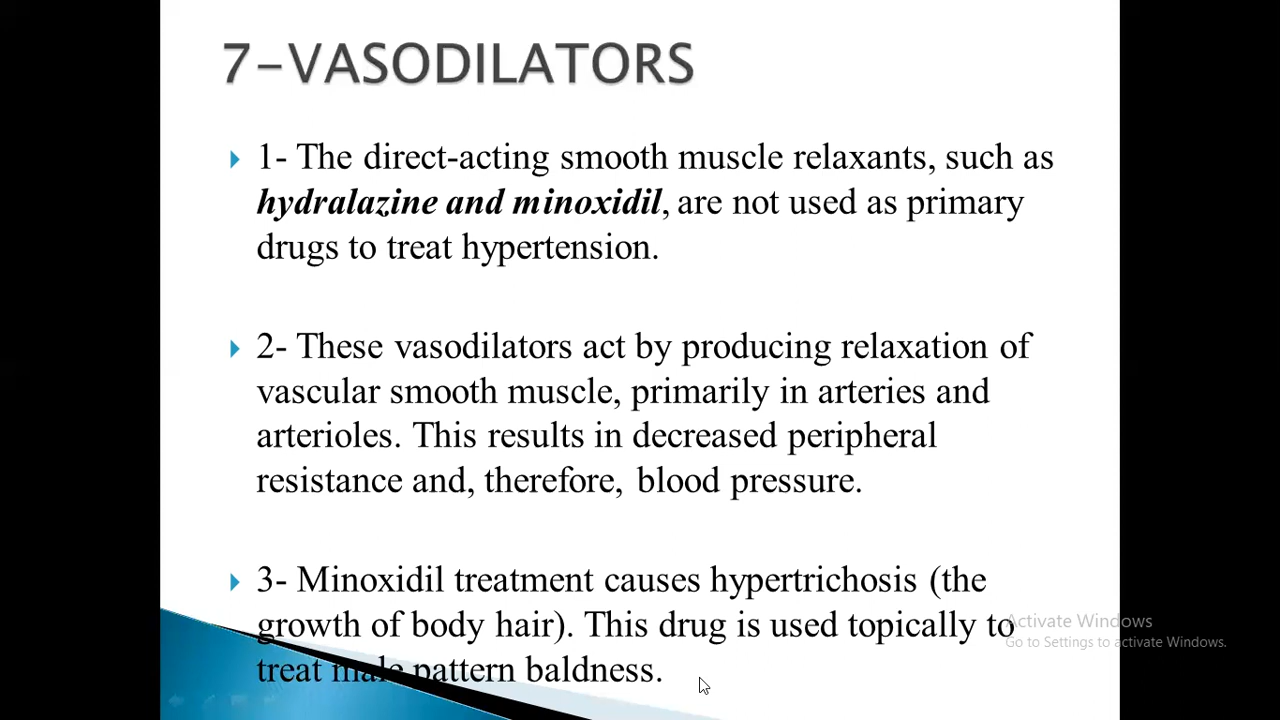 7-VASODILATORS
1- The direct-acting smooth muscle relaxants, such as
hydralazine and minoxidil, are not used as primary
drugs to treat hypertension.
2- These vasodilators act by producing relaxation of
vascular smooth muscle, primarily in arteries and
arterioles. This results in decreased peripheral
resistance and, therefore, blood pressure.
3- Minoxidil treatment causes hypertrichosis (the
growth of body hair). This drug is used topically to
treat male pattern baldness.
Activate Windows
Go to Settings to activate Windows.